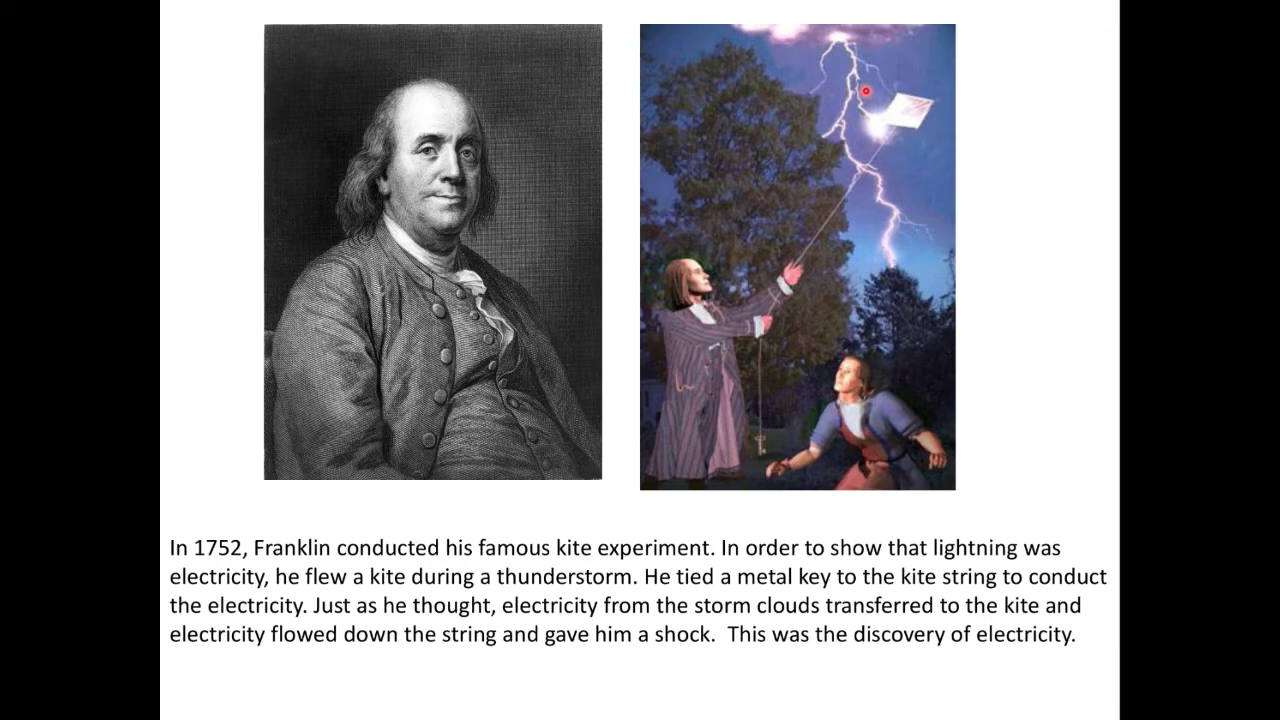 In 1752, Franklin conducted his famous kite experiment. In order to show that lightning was
electricity, he flew a kite during a thunderstorm. He tied a metal key to the kite string to conduct
the electricity. Just as he thought, electricity from the storm clouds transferred to the kite and
electricity flowed down the string and gave him a shock.  This was the discovery of electricity.